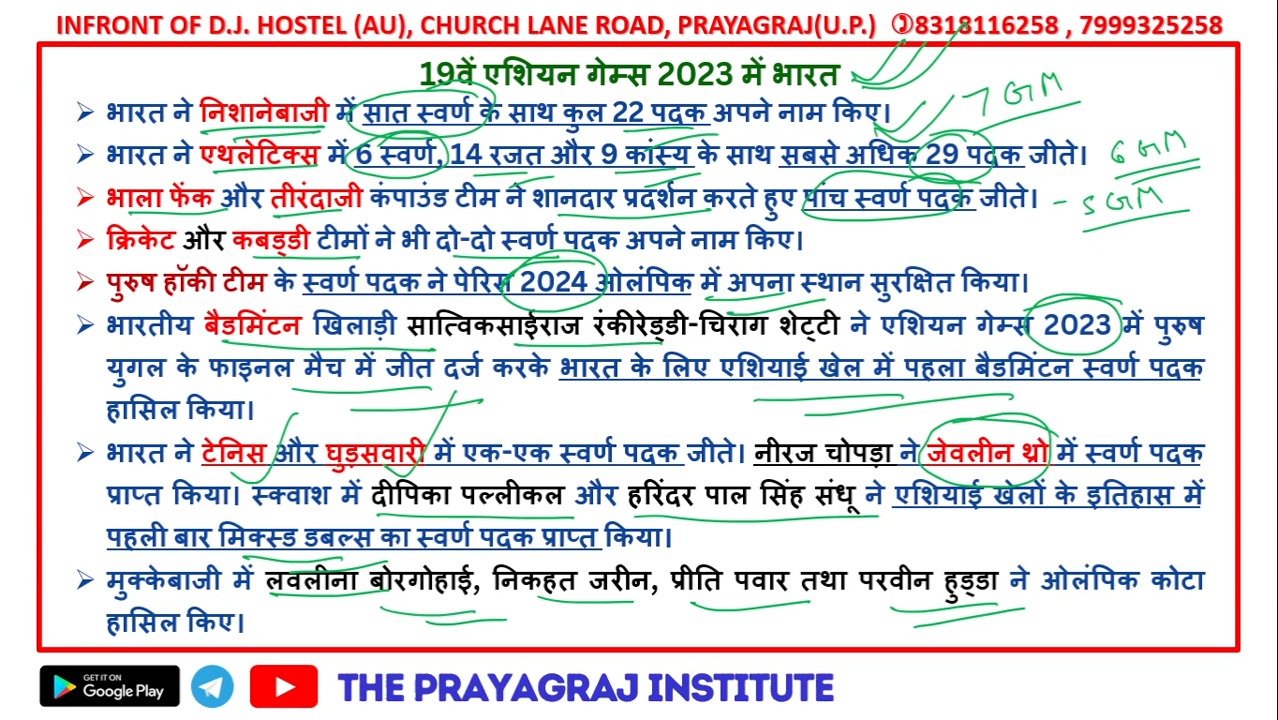 INFRONT OF D.J. HOSTEL (AU), CHURCH LANE ROAD, PRAYAGRAJ(U.P.) ✆8318116258 , 7999325258
19वें एशियन गेम्स 2023 में भारत
➢ भारत ने निशानेबाजी में सात स्वर्ण के साथ कुल 22 पदक अपने नाम किए।
7 GM
➢ भारत ने एथलेटिक्स में 6 स्वर्ण, 14 रजत और 9 कांस्य के साथ सबसे अधिक 29 पदक जीते।
6 GM
➢ भाला फेंक और तीरंदाजी कंपाउंड टीम ने शानदार प्रदर्शन करते हुए पांच स्वर्ण पदक जीते।
- 5 GM
➢ क्रिकेट और कबड्डी टीमों ने भी दो-दो स्वर्ण पदक अपने नाम किए।
➢ पुरुष हॉकी टीम के स्वर्ण पदक ने पेरिस 2024 ओलंपिक में अपना स्थान सुरक्षित किया।
➢ भारतीय बैडमिंटन खिलाड़ी सात्विकसाईराज रंकीरेड्डी-चिराग शेट्टी ने एशियन गेम्स 2023 में पुरुष
युगल के फाइनल मैच में जीत दर्ज करके भारत के लिए एशियाई खेल में पहला बैडमिंटन स्वर्ण पदक
हासिल किया।
➢ भारत ने टेनिस और घुड़सवारी में एक-एक स्वर्ण पदक जीते। नीरज चोपड़ा ने जेवलीन थ्रो में स्वर्ण पदक
प्राप्त किया। स्क्वाश में दीपिका पल्लीकल और हरिंदर पाल सिंह संधू ने एशियाई खेलों के इतिहास में
पहली बार मिक्स्ड डबल्स का स्वर्ण पदक प्राप्त किया।
➢ मुक्केबाजी में लवलीना बोरगोहाई, निकहत जरीन, प्रीति पवार तथा परवीन हुड्डा ने ओलंपिक कोटा
हासिल किए।
GET IT ON
Google Play
THE PRAYAGRAJ INSTITUTE